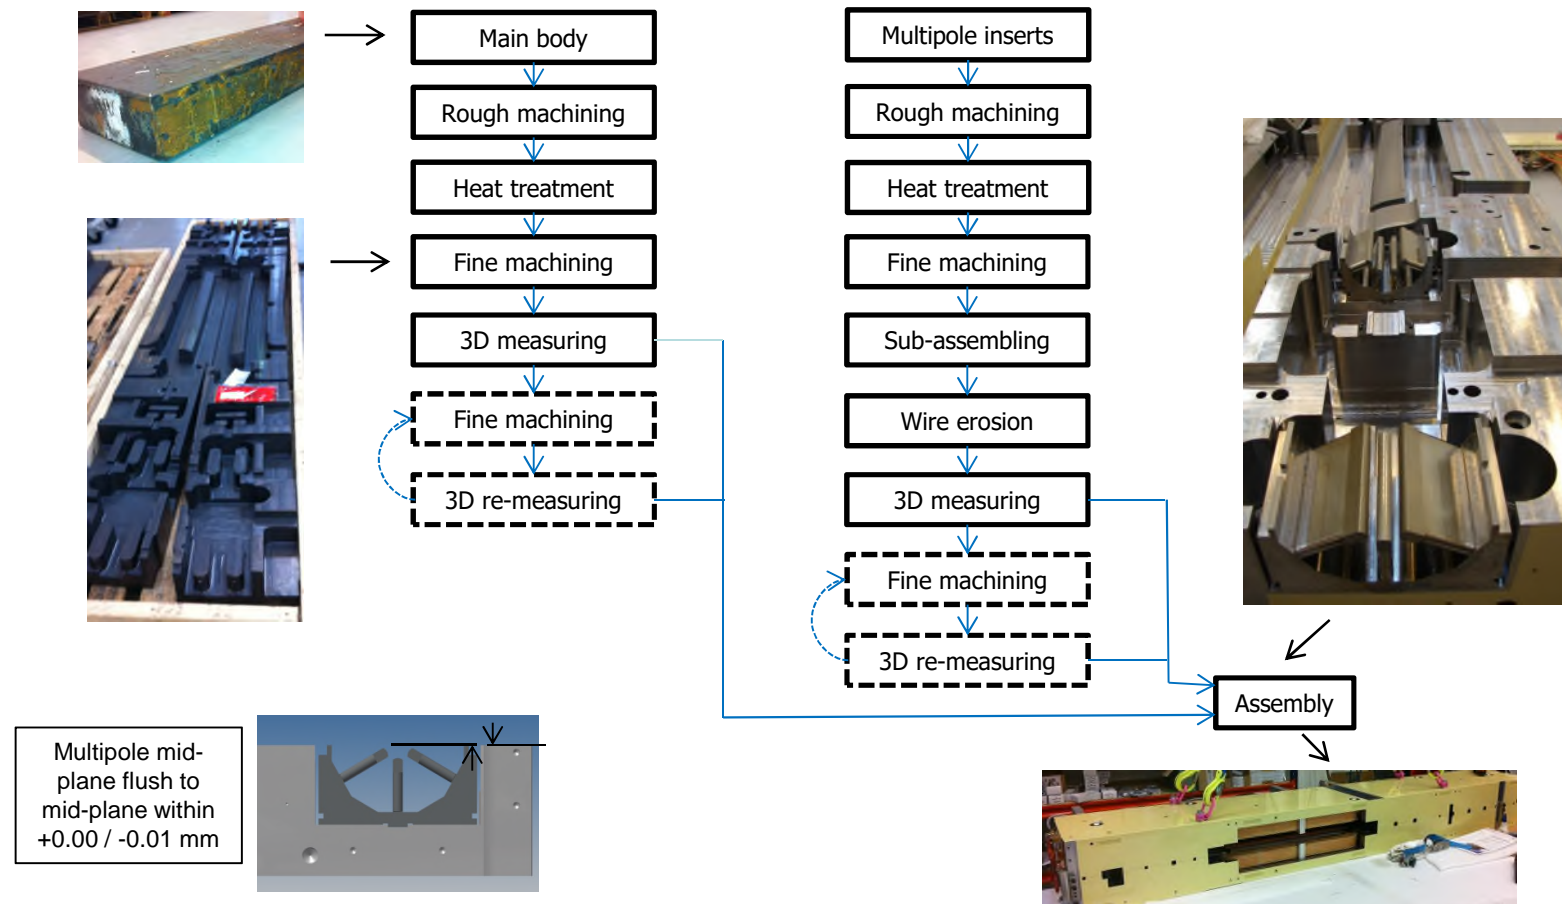 Main body
Rough machining
Heat treatment
Fine machining
3D measuring
Fine machining
3D re-measuring
Multipole inserts
Rough machining
Heat treatment
Fine machining
Sub-assembling
Wire erosion
3D measuring
Fine machining
3D re-measuring
Assembly
Multipole mid-
plane flush to
mid-plane within
+0.00 / -0.01 mm